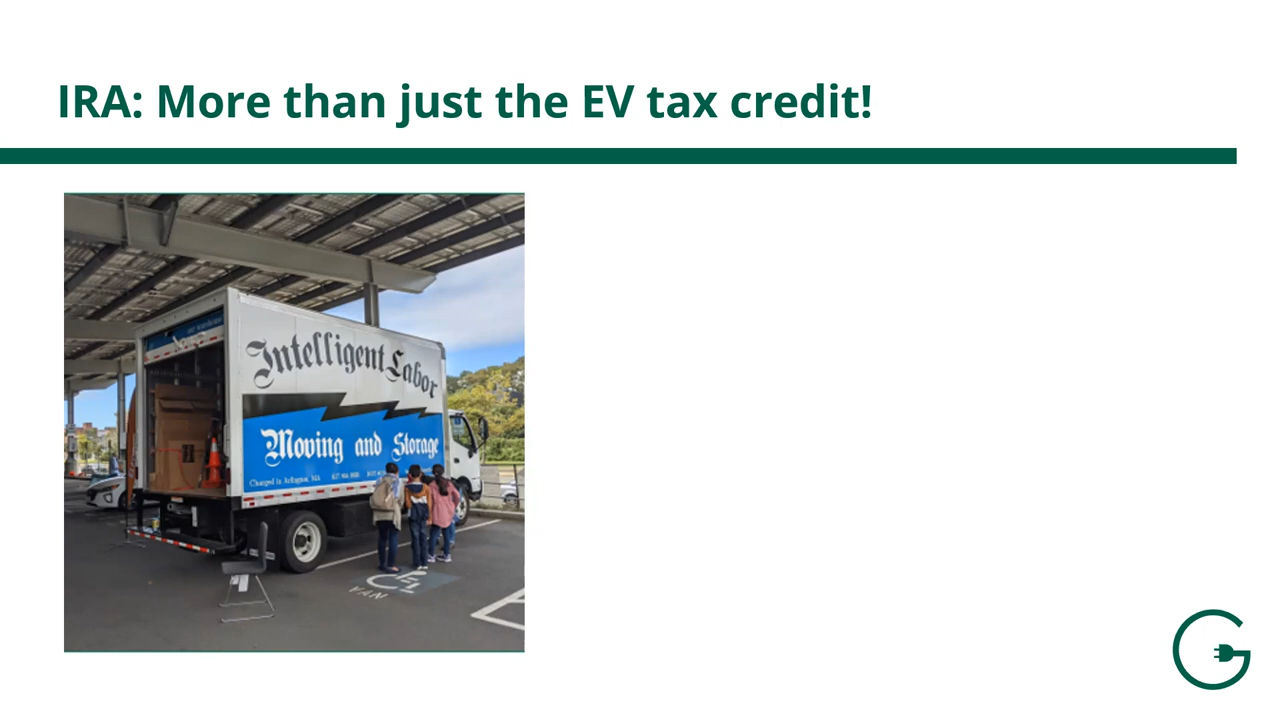 IRA: More than just the EV tax credit!
Intelligent Labor
Moving and Storage
Charged in Arlington, MA
VAN